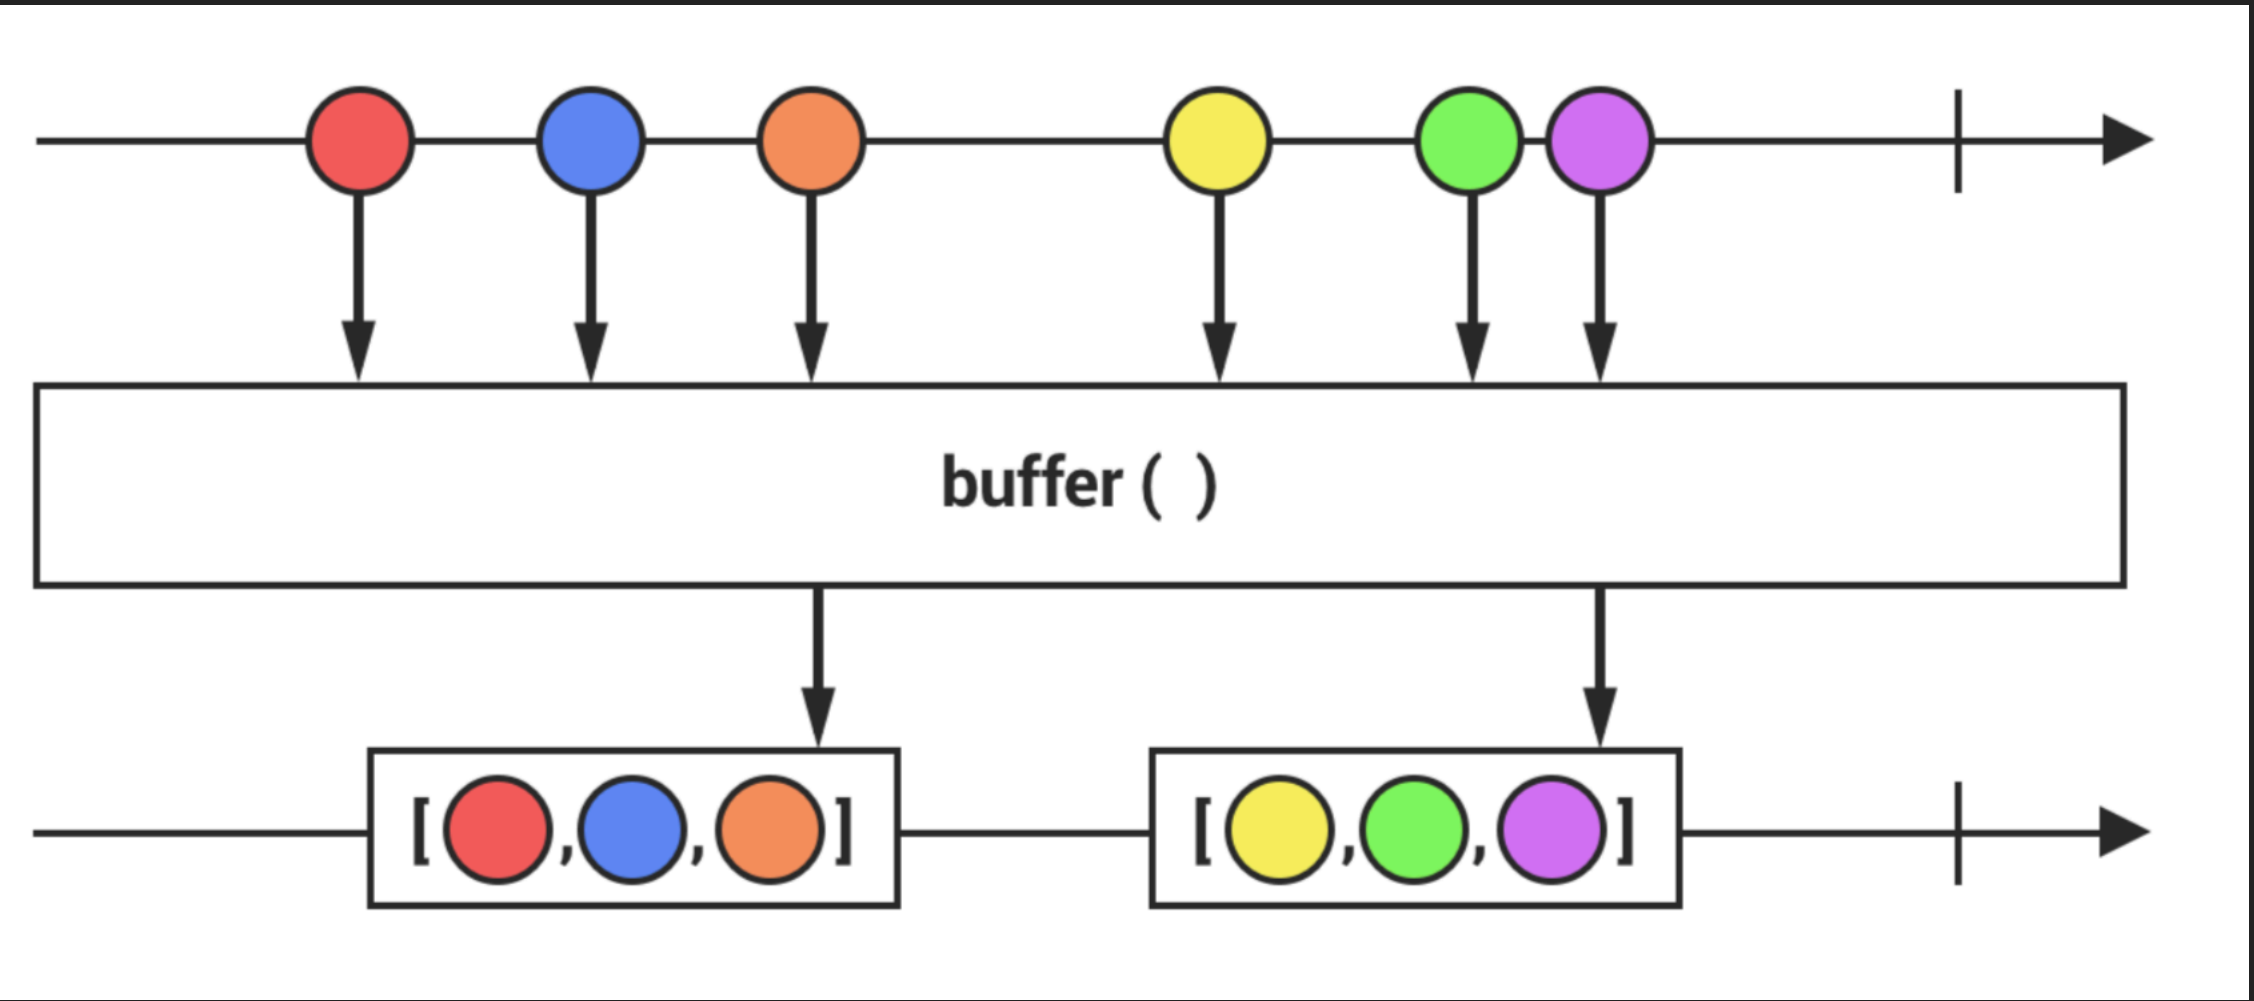 buffer ( )
[ , , ] [ , , ]